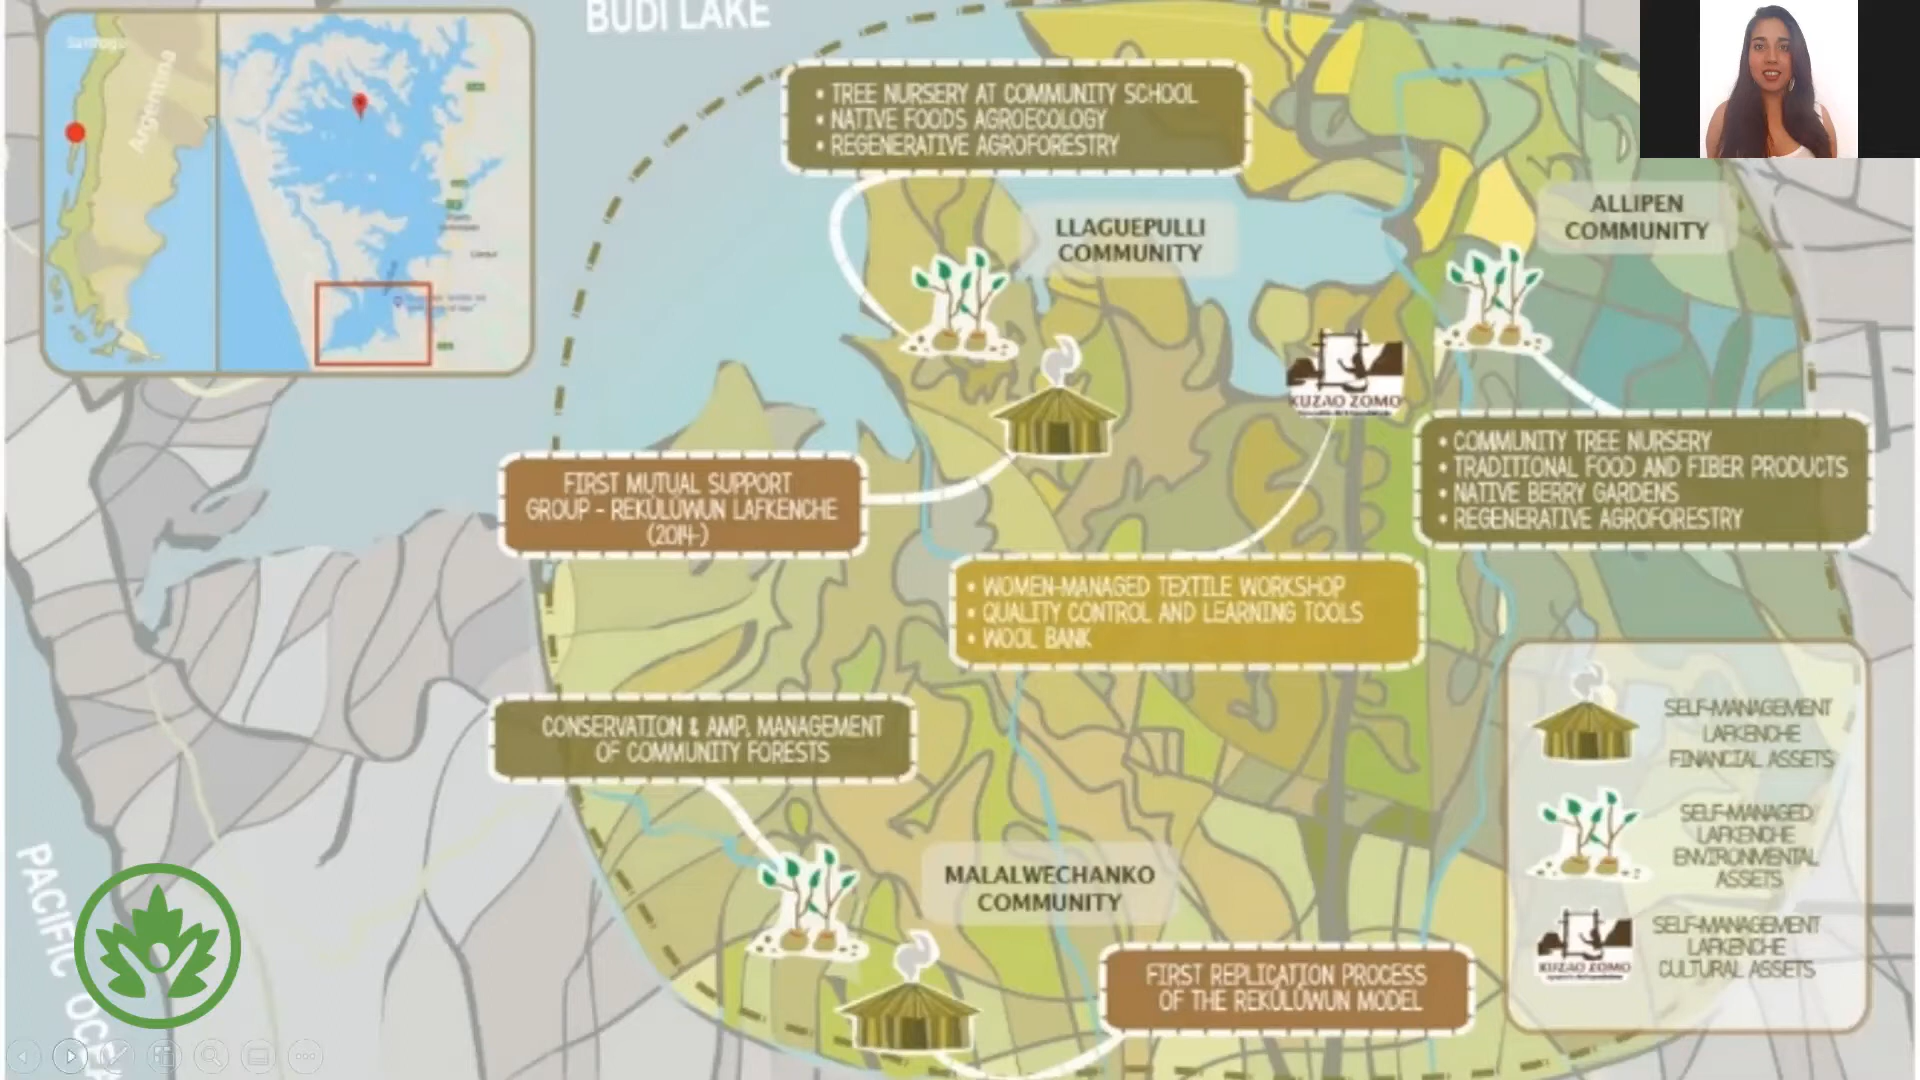 BUDI LAKE
Santiago
Argentina
• TREE NURSERY AT COMMUNITY SCHOOL
• NATIVE FOODS AGROECOLOGY
• REGENERATIVE AGROFORESTRY
LLAGUEPULLI
COMMUNITY
ALLIPEN
COMMUNITY
KUZAO ZOMO
• COMMUNITY TREE NURSERY
• TRADITIONAL FOOD AND FIBER PRODUCTS
• NATIVE BERRY GARDENS
• REGENERATIVE AGROFORESTRY
FIRST MUTUAL SUPPORT
GROUP - REKÜLÜWUN LAFKENCHE
(2014-)
• WOMEN-MANAGED TEXTILE WORKSHOP
• QUALITY CONTROL AND LEARNING TOOLS
• WOOL BANK
CONSERVATION & AMP. MANAGEMENT
OF COMMUNITY FORESTS
MALALWECHANKO
COMMUNITY
FIRST REPLICATION PROCESS
OF THE REKÜLÜWUN MODEL
SELF-MANAGEMENT
LAFKENCHE
FINANCIAL ASSETS
SELF-MANAGED
LAFKENCHE
ENVIRONMENTAL
ASSETS
KUZAO ZOMO
SELF-MANAGEMENT
LAFKENCHE
CULTURAL ASSETS
PACIFIC OCEA